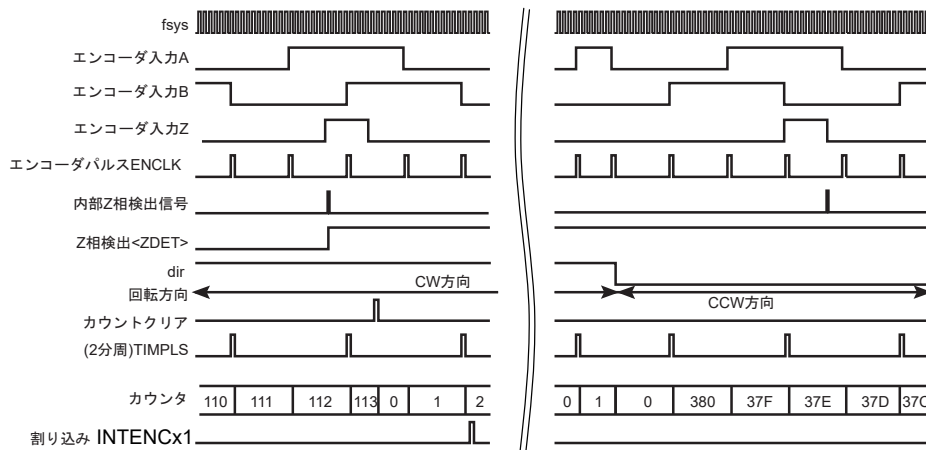 fsys
エンコーダ入力A
エンコーダ入力B
エンコーダ入力Z
エンコーダパルスENCLK
内部Z相検出信号
Z相検出<ZDET>
dir
回転方向 CW方向 CCW方向
カウントクリア
(2分周)TIMPLS
カウンタ 110 111 112 113 0 1 2 0 1 0 380 37F 37E 37D 37C
割り込み INTENCx1